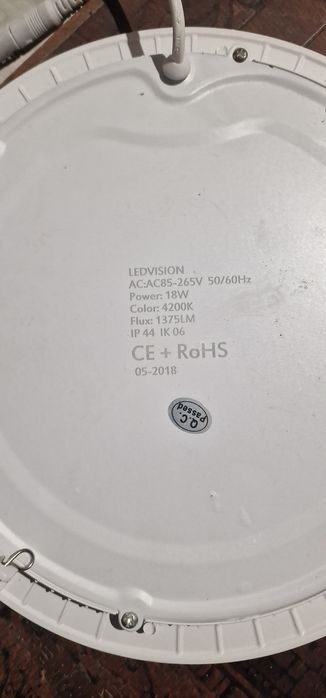 LEDVISION
AC:AC85-265V 50/60Hz
Power: 18W
Color: 4200K
Flux: 1375LM
IP 44 IK 06
CE + RoHS
05-2018
Q.C.
Passed